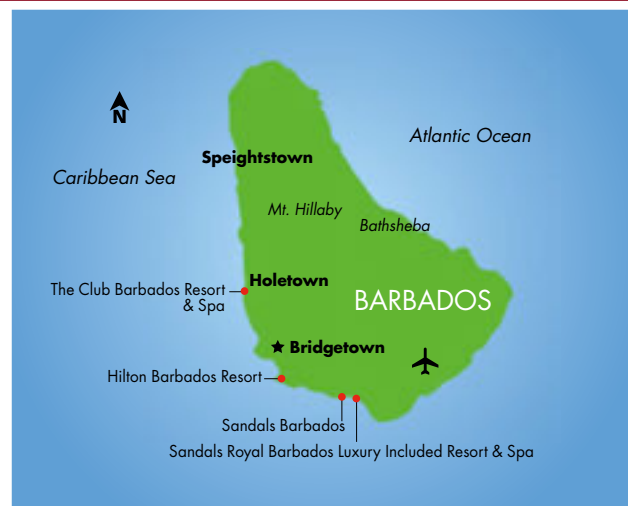 N
Atlantic Ocean
Speightstown
Caribbean Sea
Mt. Hillaby
Bathsheba
Holetown
The Club Barbados Resort
& Spa
BARBADOS
Bridgetown
Hilton Barbados Resort
Sandals Barbados
Sandals Royal Barbados Luxury Included Resort & Spa